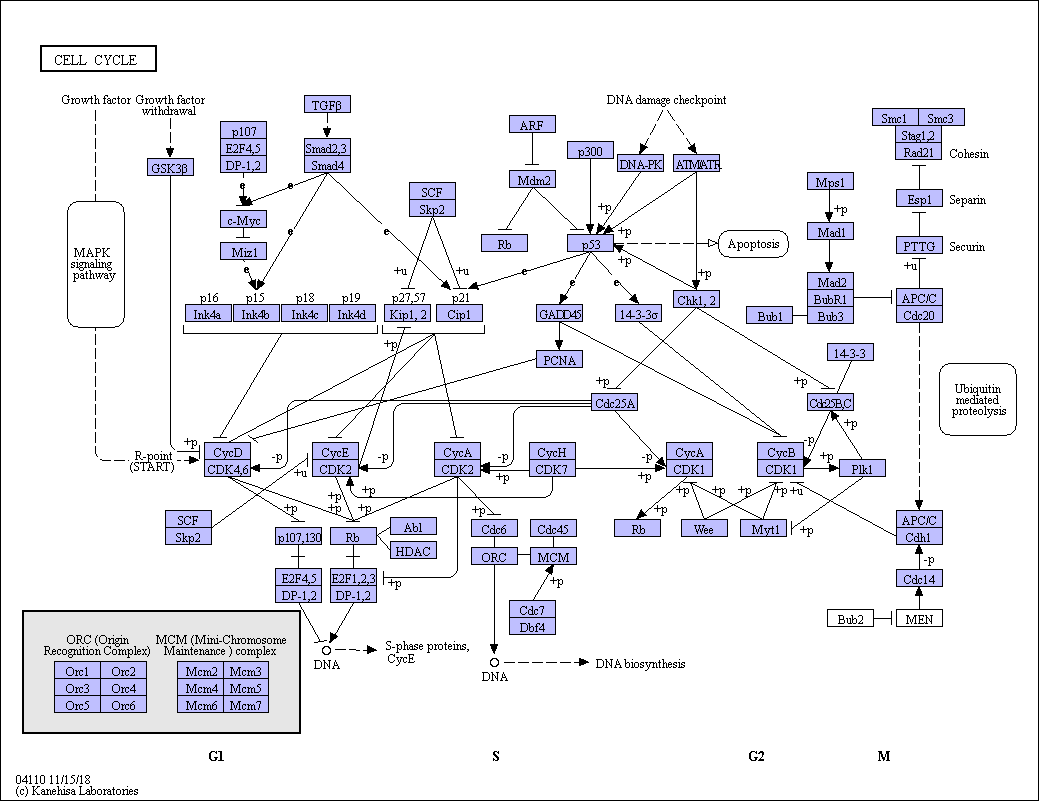 CELL CYCLE
Growth factor
Growth factor
withdrawal
TGFβ
DNA damage checkpoint
ARF
p300
DNA-PK
ATM/ATR
Smc1
Smc3
Stag1,2
Rad21
Cohesin
p107
E2F4,5
DP-1,2
Smad2,3
Smad4
GSK3β
SCF
Skp2
Mdm2
Mps1
Esp1
Separin
e
e
e
e
e
e
e
e
c-Myc
Miz1
Rb
p53
+p
+p
+p
Apoptosis
Mad1
+p
PTTG
Securin
MAPK
signaling
pathway
+u
+u
+p
+u
Mad2
BubR1
Bub3
Bub1
APC/C
Cdc20
p16
Ink4a
p15
Ink4b
p18
Ink4c
p19
Ink4d
p27,57
Kip1, 2
p21
Cip1
GADD45
14-3-3σ
Chk1, 2
+p
PCNA
14-3-3
Ubiquitin
mediated
proteolysis
+p
+p
Cdc25A
Cdc25B,C
R-point
(START)
+p
CycD
CDK4,6
-p
+u
CycE
CDK2
-p
CycA
CDK2
-p
+p
CycH
CDK7
-p
+p
CycA
CDK1
CycB
CDK1
-p
+p
+p
Plk1
+p
+p
+p
+p
+p
+p
+p
+p
+u
+p
SCF
Skp2
p107,130
Rb
Abl
HDAC
Cdc6
Cdc45
ORC
MCM
Rb
Wee
Myt1
APC/C
Cdh1
-p
E2F4,5
DP-1,2
E2F1,2,3
DP-1,2
+p
+p
Cdc7
Dbf4
Cdc14
Bub2
MEN
DNA
S-phase proteins,
CycE
DNA
DNA biosynthesis
ORC (Origin
Recognition Complex)
MCM (Mini-Chromosome
Maintenance ) complex
Orc1
Orc2
Mcm2
Mcm3
Orc3
Orc4
Mcm4
Mcm5
Orc5
Orc6
Mcm6
Mcm7
G1
S
G2
M
04110 11/15/18
(c) Kanehisa Laboratories